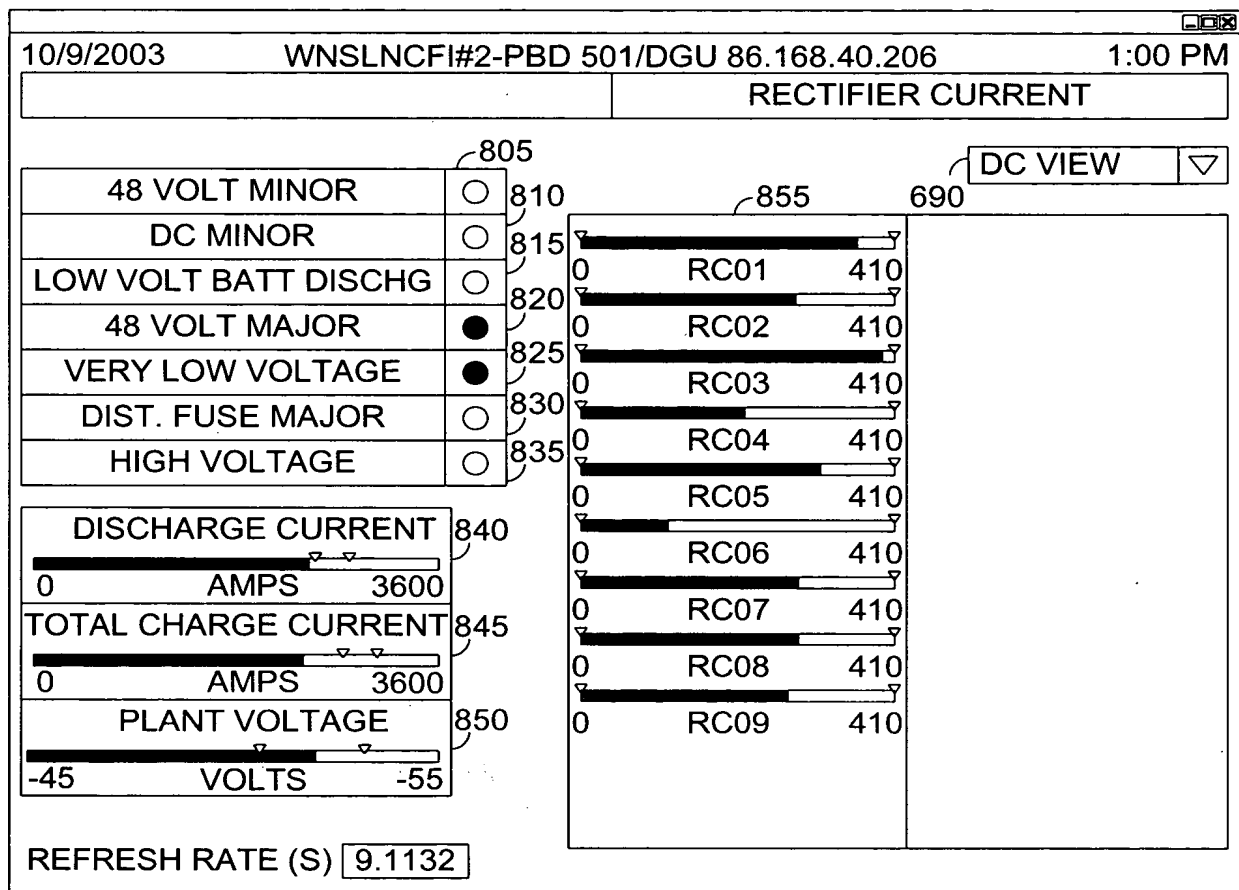 10/9/2003 WNSLNCFI#2-PBD 501/DGU 86.168.40.206 1:00 PM
RECTIFIER CURRENT
805
DC VIEW
690
48 VOLT MINOR
810
DC MINOR
815
LOW VOLT BATT DISCHG
820
48 VOLT MAJOR
825
VERY LOW VOLTAGE
830
DIST. FUSE MAJOR
835
HIGH VOLTAGE
DISCHARGE CURRENT 840
0 AMPS 3600
TOTAL CHARGE CURRENT 845
0 AMPS 3600
PLANT VOLTAGE 850
-45 VOLTS -55
REFRESH RATE (S) 9.1132
855
0 RC01 410
0 RC02 410
0 RC03 410
0 RC04 410
0 RC05 410
0 RC06 410
0 RC07 410
0 RC08 410
0 RC09 410